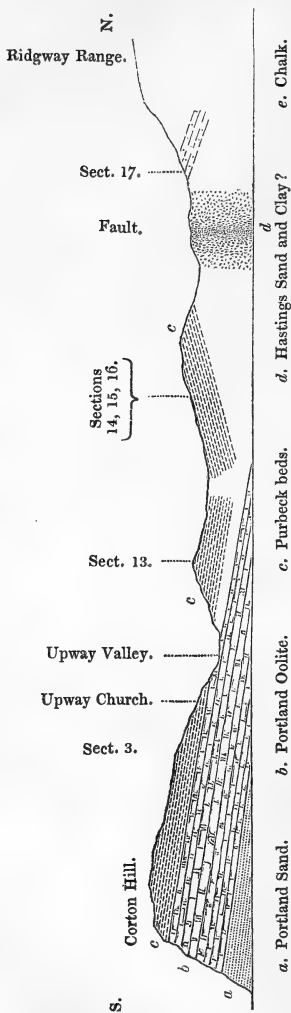 S.
N.
Corton Hill.
Sect. 3.
Upway Church.
Upway Valley.
Sect. 13.
Sections
14, 15, 16.
Fault.
Sect. 17.
Ridgway Range.
c
b
a
c
c
d
a. Portland Sand.
b. Portland Oolite.
c. Purbeck beds.
d. Hastings Sand and Clay?
e. Chalk.